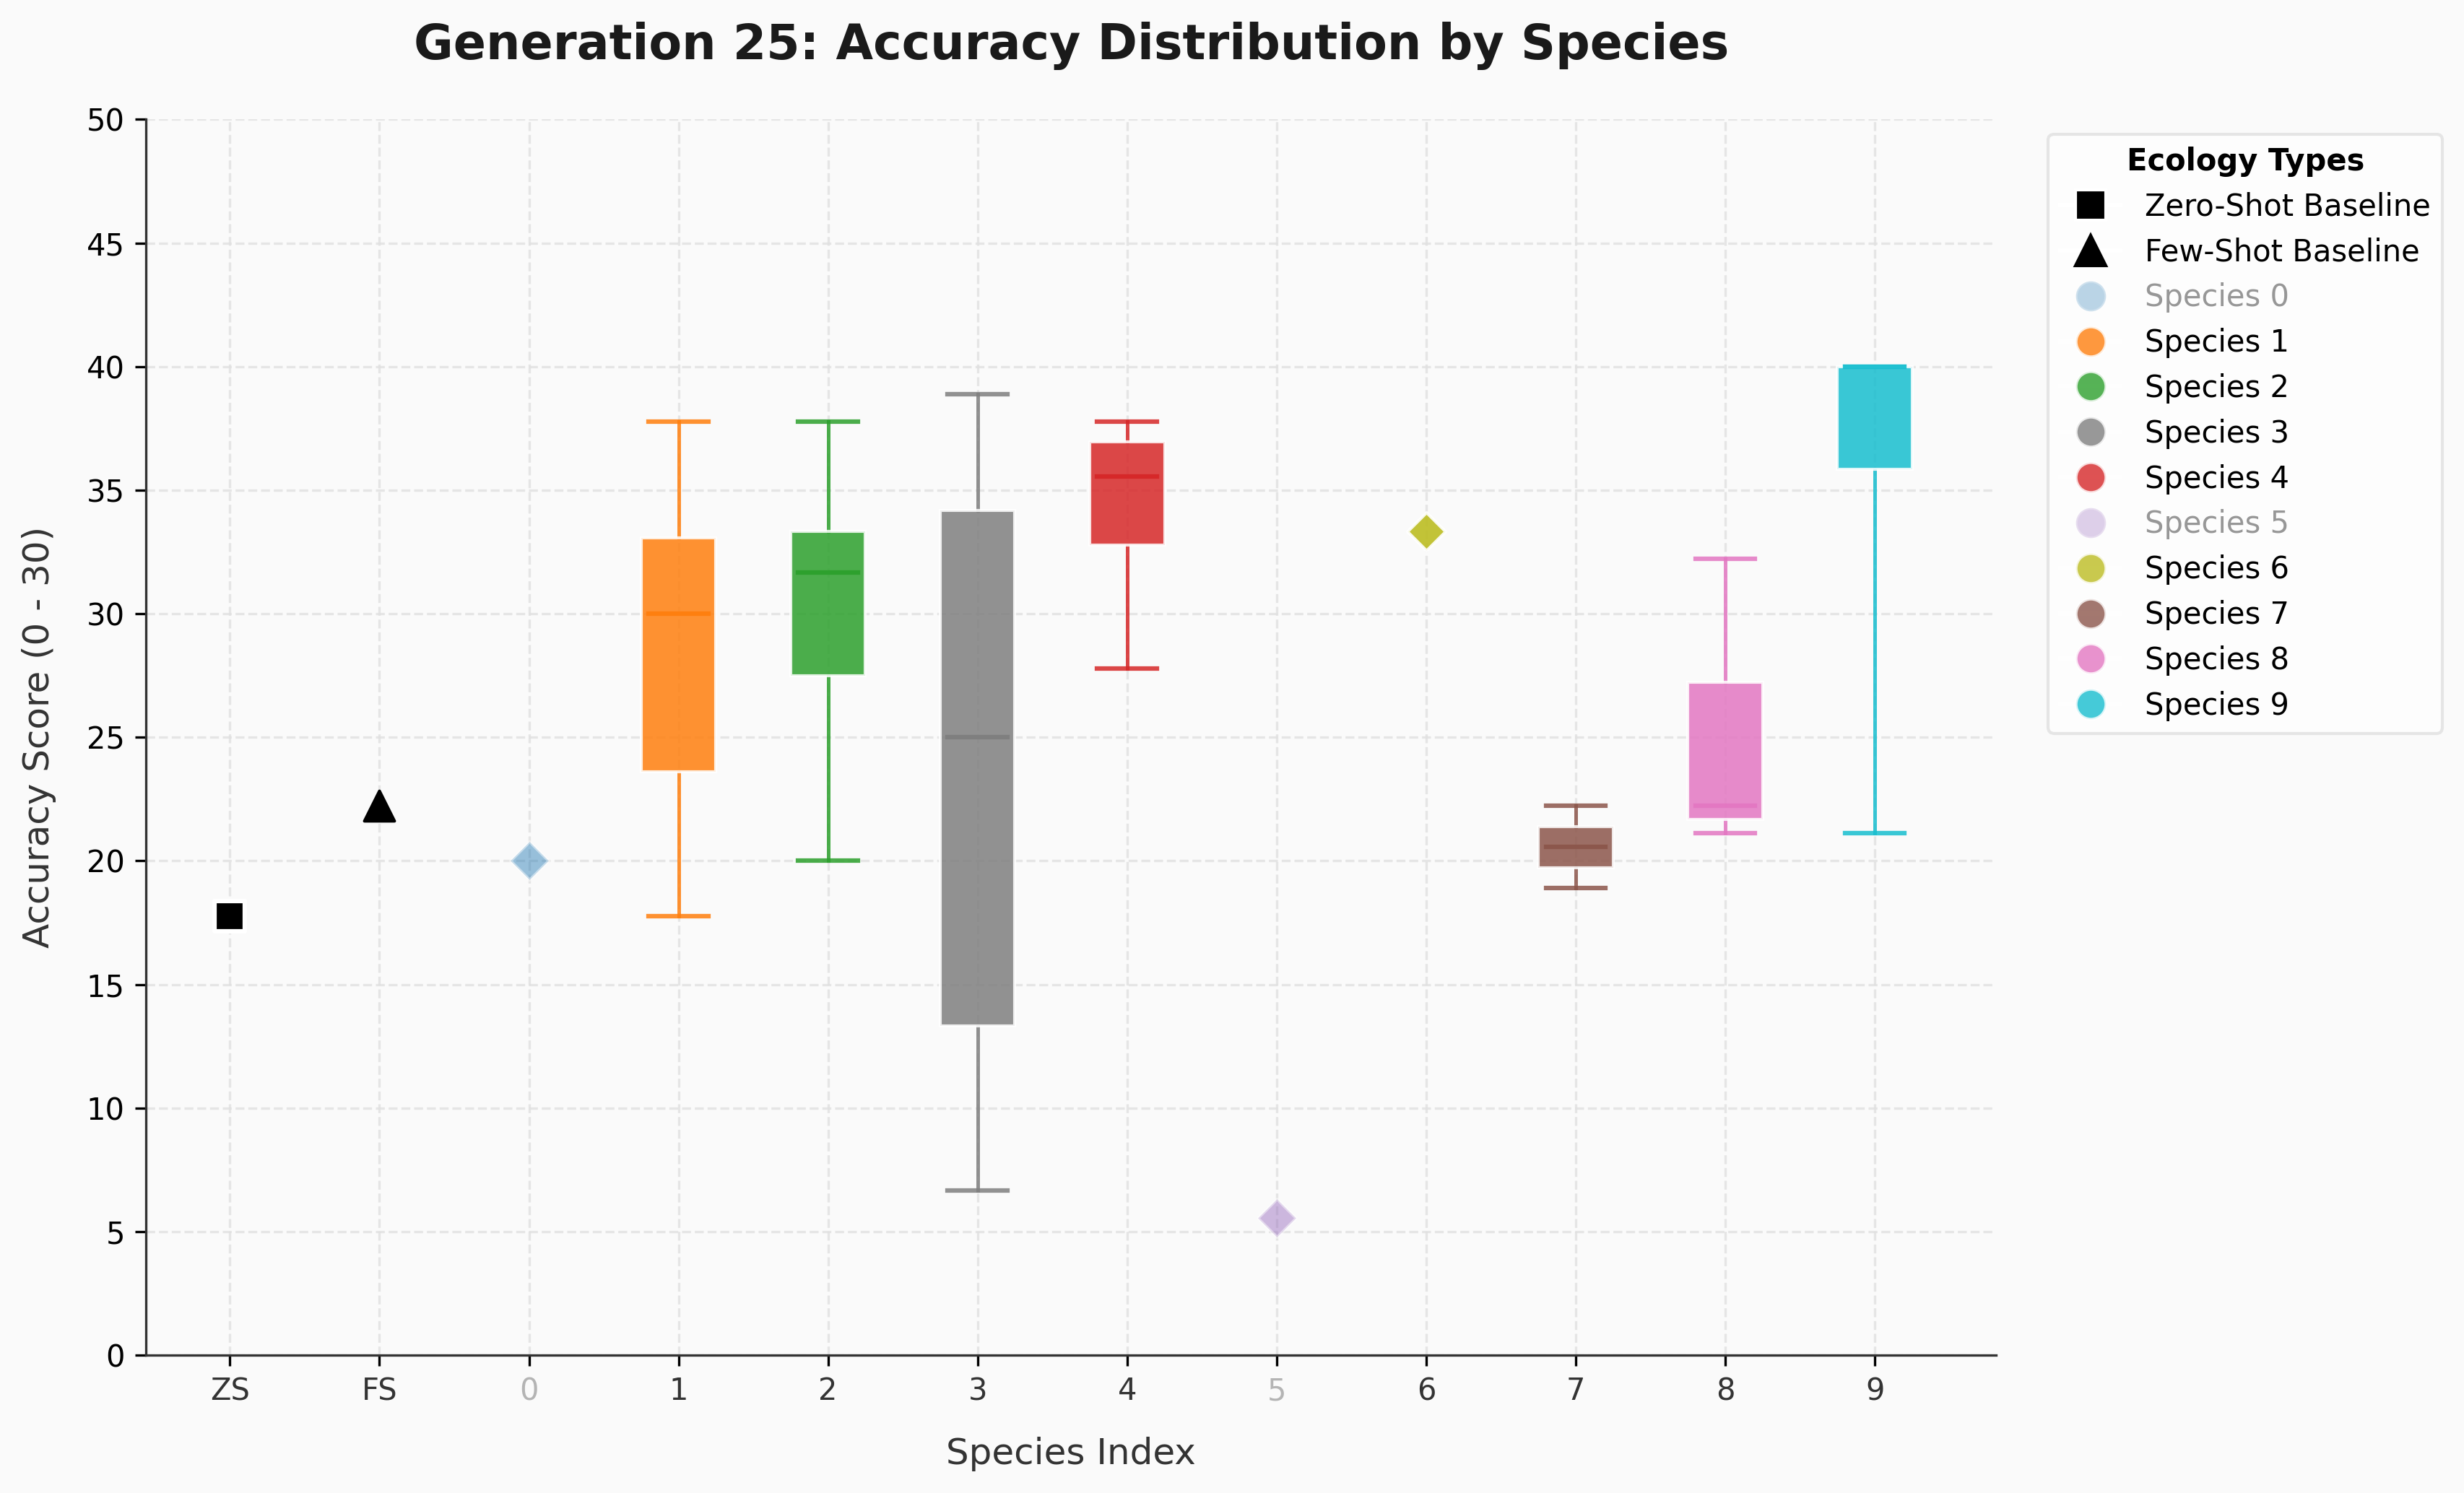 Generation 25: Accuracy Distribution by Species
Accuracy Score (0 - 30)
50
45
40
35
30
25
20
15
10
5
0
ZS FS 0 1 2 3 4 5 6 7 8 9
Species Index
Ecology Types
Zero-Shot Baseline
Few-Shot Baseline
Species 0
Species 1
Species 2
Species 3
Species 4
Species 5
Species 6
Species 7
Species 8
Species 9